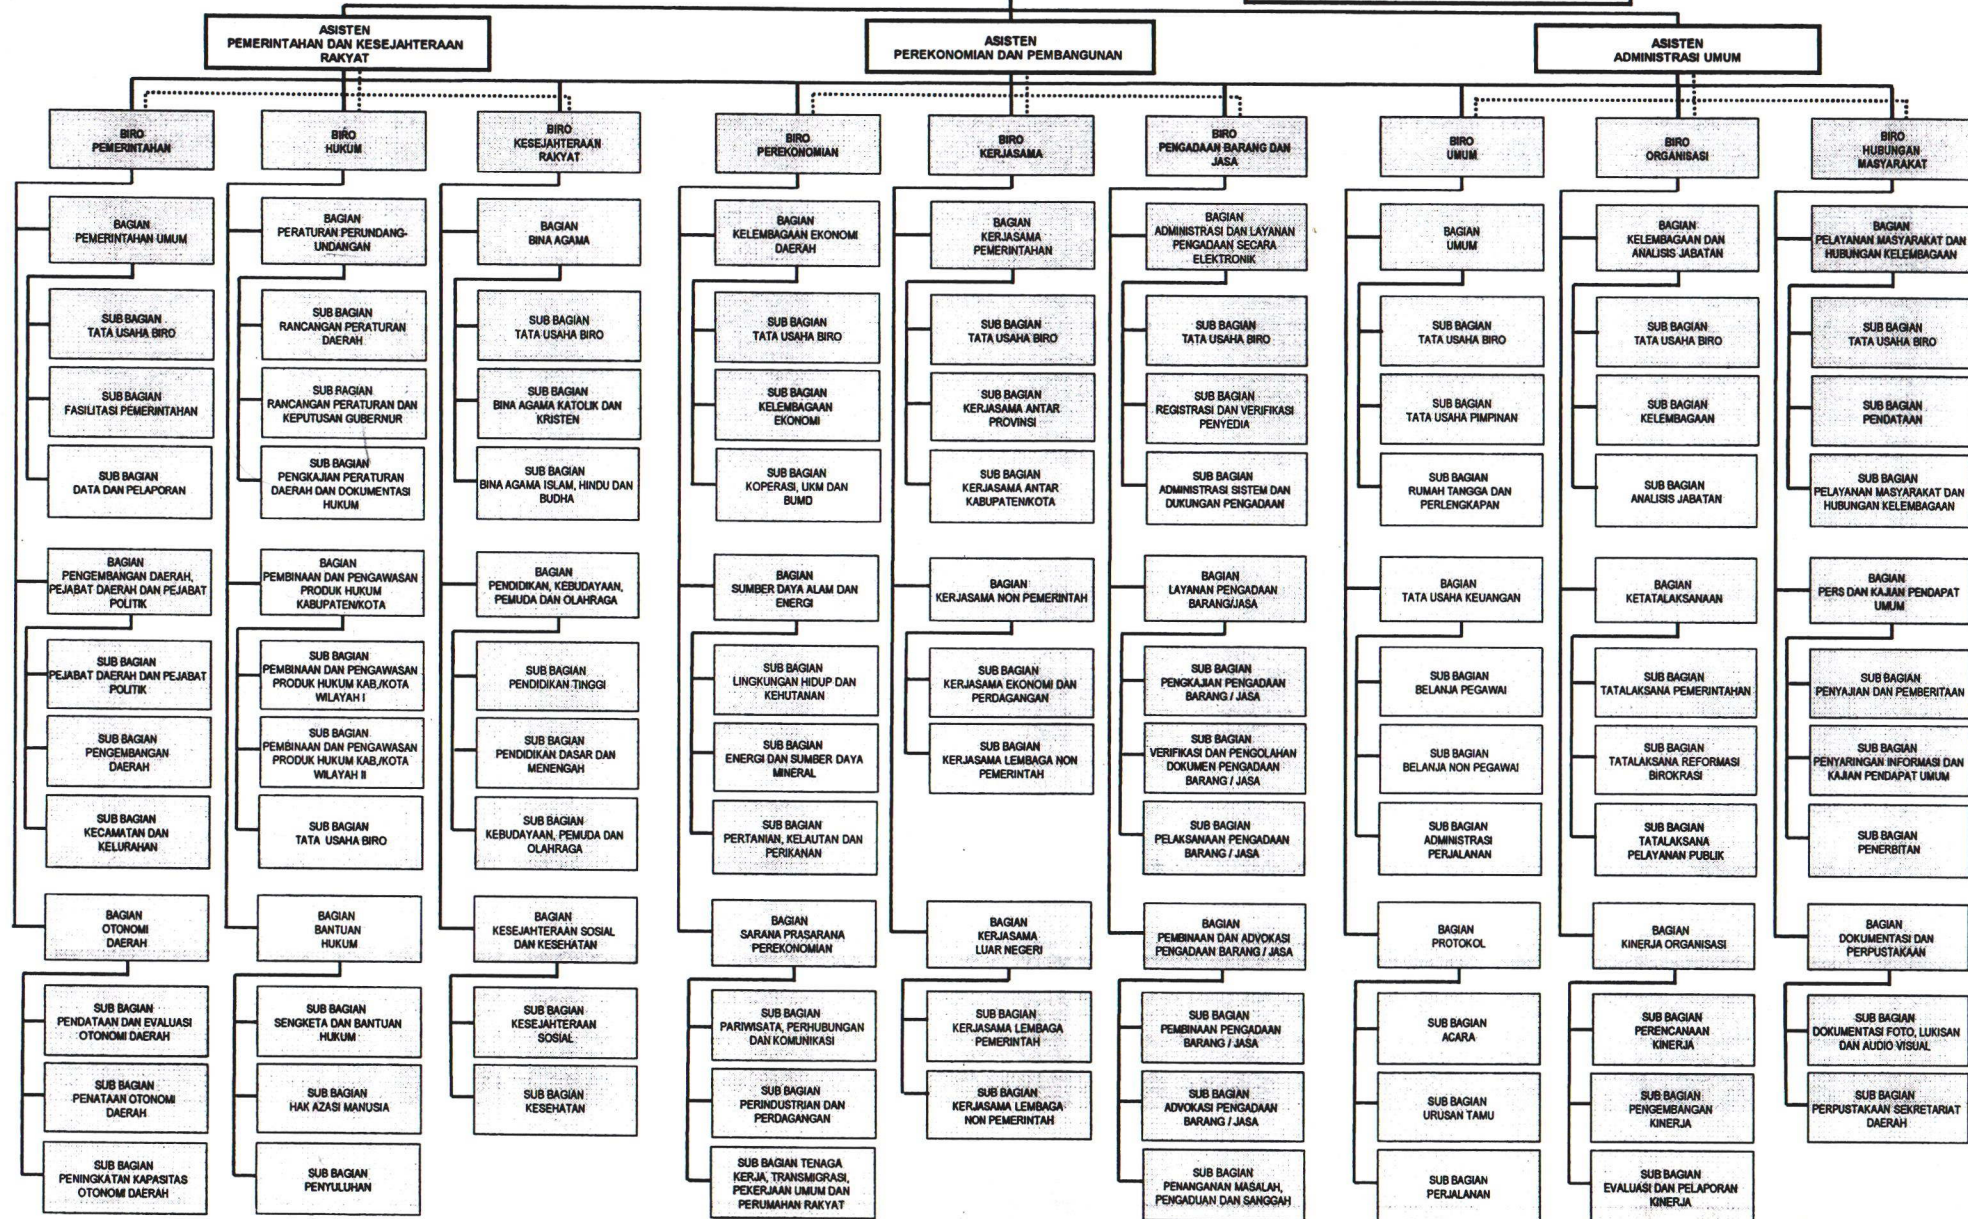 ASISTEN
PEMERINTAHAN DAN KESEJAHTERAAN
RAKYAT
ASISTEN
PEREKONOMIAN DAN PEMBANGUNAN
ASISTEN
ADMINISTRASI UMUM
BIRO
PEMERINTAHAN
BIRO
HUKUM
BIRO
KESEJAHTERAAN
RAKYAT
BIRO
PEREKONOMIAN
BIRO
KERJASAMA
BIRO
PENGADAAN BARANG DAN
JASA
BIRO
UMUM
BIRO
ORGANISASI
BIRO
HUBUNGAN
MASYARAKAT
BAGIAN
PEMERINTAHAN UMUM
BAGIAN
PERATURAN PERUNDANG-
UNDANGAN
BAGIAN
BINA AGAMA
BAGIAN
KELEMBAGAAN EKONOMI
DAERAH
BAGIAN
KERJASAMA
PEMERINTAHAN
BAGIAN
ADMINISTRASI DAN LAYANAN
PENGADAAN SECARA
ELEKTRONIK
BAGIAN
UMUM
BAGIAN
KELEMBAGAAN DAN
ANALISIS JABATAN
BAGIAN
PELAYANAN MASYARAKAT DAN
HUBUNGAN KELEMBAGAAN
SUB BAGIAN
TATA USAHA BIRO
SUB BAGIAN
RANCANGAN PERATURAN
DAERAH
SUB BAGIAN
TATA USAHA BIRO
SUB BAGIAN
TATA USAHA BIRO
SUB BAGIAN
TATA USAHA BIRO
SUB BAGIAN
TATA USAHA BIRO
SUB BAGIAN
TATA USAHA BIRO
SUB BAGIAN
TATA USAHA BIRO
SUB BAGIAN
TATA USAHA BIRO
SUB BAGIAN
FASILITASI PEMERINTAHAN
SUB BAGIAN
RANCANGAN PERATURAN DAN
KEPUTUSAN GUBERNUR
SUB BAGIAN
BINA AGAMA KATOLIK DAN
KRISTEN
SUB BAGIAN
KELEMBAGAAN
EKONOMI
SUB BAGIAN
KERJASAMA ANTAR
PROVINSI
SUB BAGIAN
REGISTRASI DAN VERIFIKASI
PENYEDIA
SUB BAGIAN
TATA USAHA PIMPINAN
SUB BAGIAN
KELEMBAGAAN
SUB BAGIAN
PENDATAAN
SUB BAGIAN
DATA DAN PELAPORAN
SUB BAGIAN
PENGKAJIAN PERATURAN
DAERAH DAN DOKUMENTASI
HUKUM
SUB BAGIAN
BINA AGAMA ISLAM, HINDU DAN
BUDHA
SUB BAGIAN
KOPERASI, UKM DAN
BUMD
SUB BAGIAN
KERJASAMA ANTAR
KABUPATEN/KOTA
SUB BAGIAN
ADMINISTRASI SISTEM DAN
DUKUNGAN PENGADAAN
SUB BAGIAN
RUMAH TANGGA DAN
PERLENGKAPAN
SUB BAGIAN
ANALISIS JABATAN
SUB BAGIAN
PELAYANAN MASYARAKAT DAN
HUBUNGAN KELEMBAGAAN
BAGIAN
PENGEMBANGAN DAERAH,
PEJABAT DAERAH DAN PEJABAT
POLITIK
BAGIAN
PEMBINAAN DAN PENGAWASAN
PRODUK HUKUM
KABUPATEN/KOTA
BAGIAN
PENDIDIKAN, KEBUDAYAAN,
PEMUDA DAN OLAHRAGA
BAGIAN
SUMBER DAYA ALAM DAN
ENERGI
BAGIAN
KERJASAMA NON PEMERINTAH
BAGIAN
LAYANAN PENGADAAN
BARANG/JASA
BAGIAN
TATA USAHA KEUANGAN
BAGIAN
KETATALAKSANAAN
BAGIAN
PERS DAN KAJIAN PENDAPAT
UMUM
SUB BAGIAN
PEJABAT DAERAH DAN PEJABAT
POLITIK
SUB BAGIAN
PEMBINAAN DAN PENGAWASAN
PRODUK HUKUM KAB./KOTA
WILAYAH I
SUB BAGIAN
PENDIDIKAN TINGGI
SUB BAGIAN
LINGKUNGAN HIDUP DAN
KEHUTANAN
SUB BAGIAN
KERJASAMA EKONOMI DAN
PERDAGANGAN
SUB BAGIAN
PENGKAJIAN PENGADAAN
BARANG / JASA
SUB BAGIAN
BELANJA PEGAWAI
SUB BAGIAN
TATALAKSANA PEMERINTAHAN
SUB BAGIAN
PENYAJIAN DAN PEMBERITAAN
SUB BAGIAN
PENGEMBANGAN
DAERAH
SUB BAGIAN
PEMBINAAN DAN PENGAWASAN
PRODUK HUKUM KAB./KOTA
WILAYAH II
SUB BAGIAN
PENDIDIKAN DASAR DAN
MENENGAH
SUB BAGIAN
ENERGI DAN SUMBER DAYA
MINERAL
SUB BAGIAN
KERJASAMA LEMBAGA NON
PEMERINTAH
SUB BAGIAN
VERIFIKASI DAN PENGOLAHAN
DOKUMEN PENGADAAN
BARANG / JASA
SUB BAGIAN
BELANJA NON PEGAWAI
SUB BAGIAN
TATALAKSANA REFORMASI
BIROKRASI
SUB BAGIAN
PENYARINGAN INFORMASI DAN
KAJIAN PENDAPAT UMUM
SUB BAGIAN
KECAMATAN DAN
KELURAHAN
SUB BAGIAN
TATA USAHA BIRO
SUB BAGIAN
KEBUDAYAAN, PEMUDA DAN
OLAHRAGA
SUB BAGIAN
PERTANIAN, KELAUTAN DAN
PERIKANAN
SUB BAGIAN
PELAKSANAAN PENGADAAN
BARANG / JASA
SUB BAGIAN
ADMINISTRASI
PERJALANAN
SUB BAGIAN
TATALAKSANA
PELAYANAN PUBLIK
SUB BAGIAN
PENERBITAN
BAGIAN
OTONOMI
DAERAH
BAGIAN
BANTUAN
HUKUM
BAGIAN
KESEJAHTERAAN SOSIAL
DAN KESEHATAN
BAGIAN
SARANA PRASARANA
PEREKONOMIAN
BAGIAN
KERJASAMA
LUAR NEGERI
BAGIAN
PEMBINAAN DAN ADVOKASI
PENGADAAN BARANG / JASA
BAGIAN
PROTOKOL
BAGIAN
KINERJA ORGANISASI
BAGIAN
DOKUMENTASI DAN
PERPUSTAKAAN
SUB BAGIAN
PENDATAAN DAN EVALUASI
OTONOMI DAERAH
SUB BAGIAN
SENGKETA DAN BANTUAN
HUKUM
SUB BAGIAN
KESEJAHTERAAN
SOSIAL
SUB BAGIAN
PARIWISATA, PERHUBUNGAN
DAN KOMUNIKASI
SUB BAGIAN
KERJASAMA LEMBAGA
PEMERINTAH
SUB BAGIAN
PEMBINAAN PENGADAAN
BARANG / JASA
SUB BAGIAN
ACARA
SUB BAGIAN
PERENCANAAN
KINERJA
SUB BAGIAN
DOKUMENTASI FOTO, LUKISAN
DAN AUDIO VISUAL
SUB BAGIAN
PENATAAN OTONOMI
DAERAH
SUB BAGIAN
HAK AZASI MANUSIA
SUB BAGIAN
KESEHATAN
SUB BAGIAN
PERINDUSTRIAN DAN
PERDAGANGAN
SUB BAGIAN
KERJASAMA LEMBAGA
NON PEMERINTAH
SUB BAGIAN
ADVOKASI PENGADAAN
BARANG / JASA
SUB BAGIAN
URUSAN TAMU
SUB BAGIAN
PENGEMBANGAN
KINERJA
SUB BAGIAN
PERPUSTAKAAN SEKRETARIAT
DAERAH
SUB BAGIAN
PENINGKATAN KAPASITAS
OTONOMI DAERAH
SUB BAGIAN
PENYULUHAN
SUB BAGIAN TENAGA
KERJA, TRANSMIGRASI,
PEKERJAAN UMUM DAN
PERUMAHAN RAKYAT
SUB BAGIAN
PENANGANAN MASALAH,
PENGADUAN DAN SANGGAH
SUB BAGIAN
PERJALANAN
SUB BAGIAN
EVALUASI DAN PELAPORAN
KINERJA